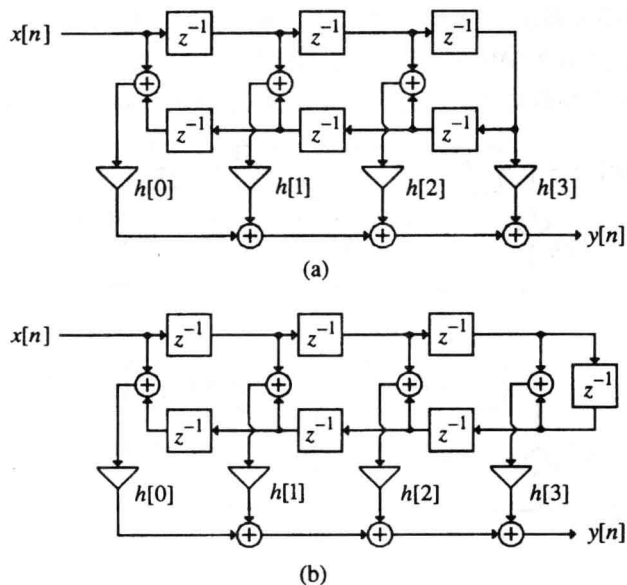 x[n] z⁻¹ z⁻¹ z⁻¹
+ + +
z⁻¹ z⁻¹ z⁻¹
h[0] h[1] h[2] h[3]
+ + + y[n]
(a)
x[n] z⁻¹ z⁻¹ z⁻¹
+ + + + z⁻¹
z⁻¹ z⁻¹ z⁻¹
h[0] h[1] h[2] h[3]
+ + + y[n]
(b)